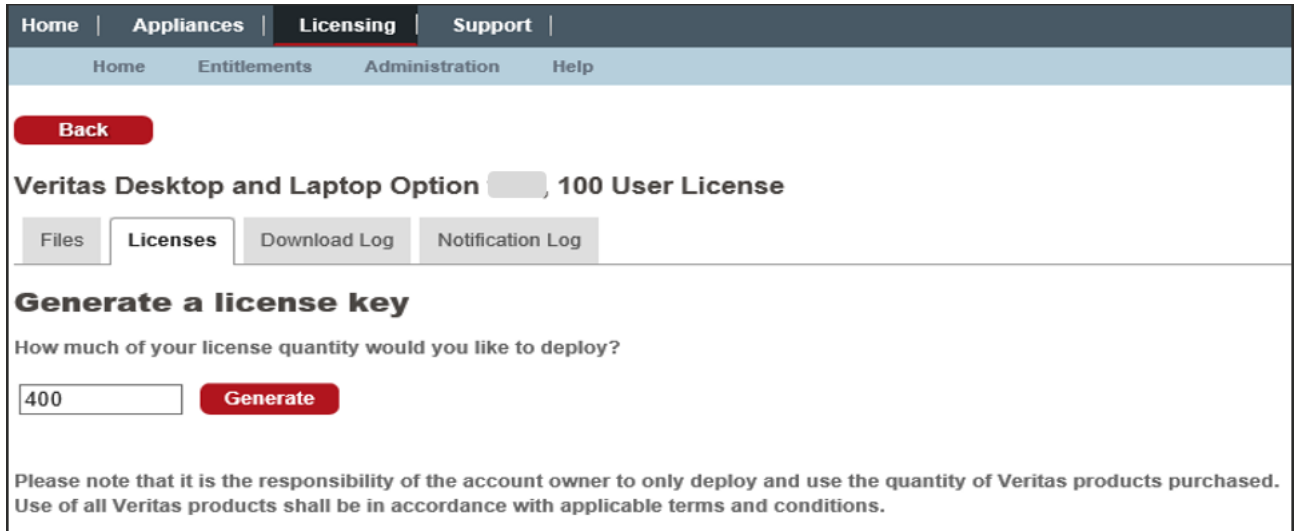 Home | Appliances | Licensing | Support |
Home Entitlements Administration Help
Back
Veritas Desktop and Laptop Option , 100 User License
Files Licenses Download Log Notification Log
Generate a license key
How much of your license quantity would you like to deploy?
400 Generate
Please note that it is the responsibility of the account owner to only deploy and use the quantity of Veritas products purchased.
Use of all Veritas products shall be in accordance with applicable terms and conditions.